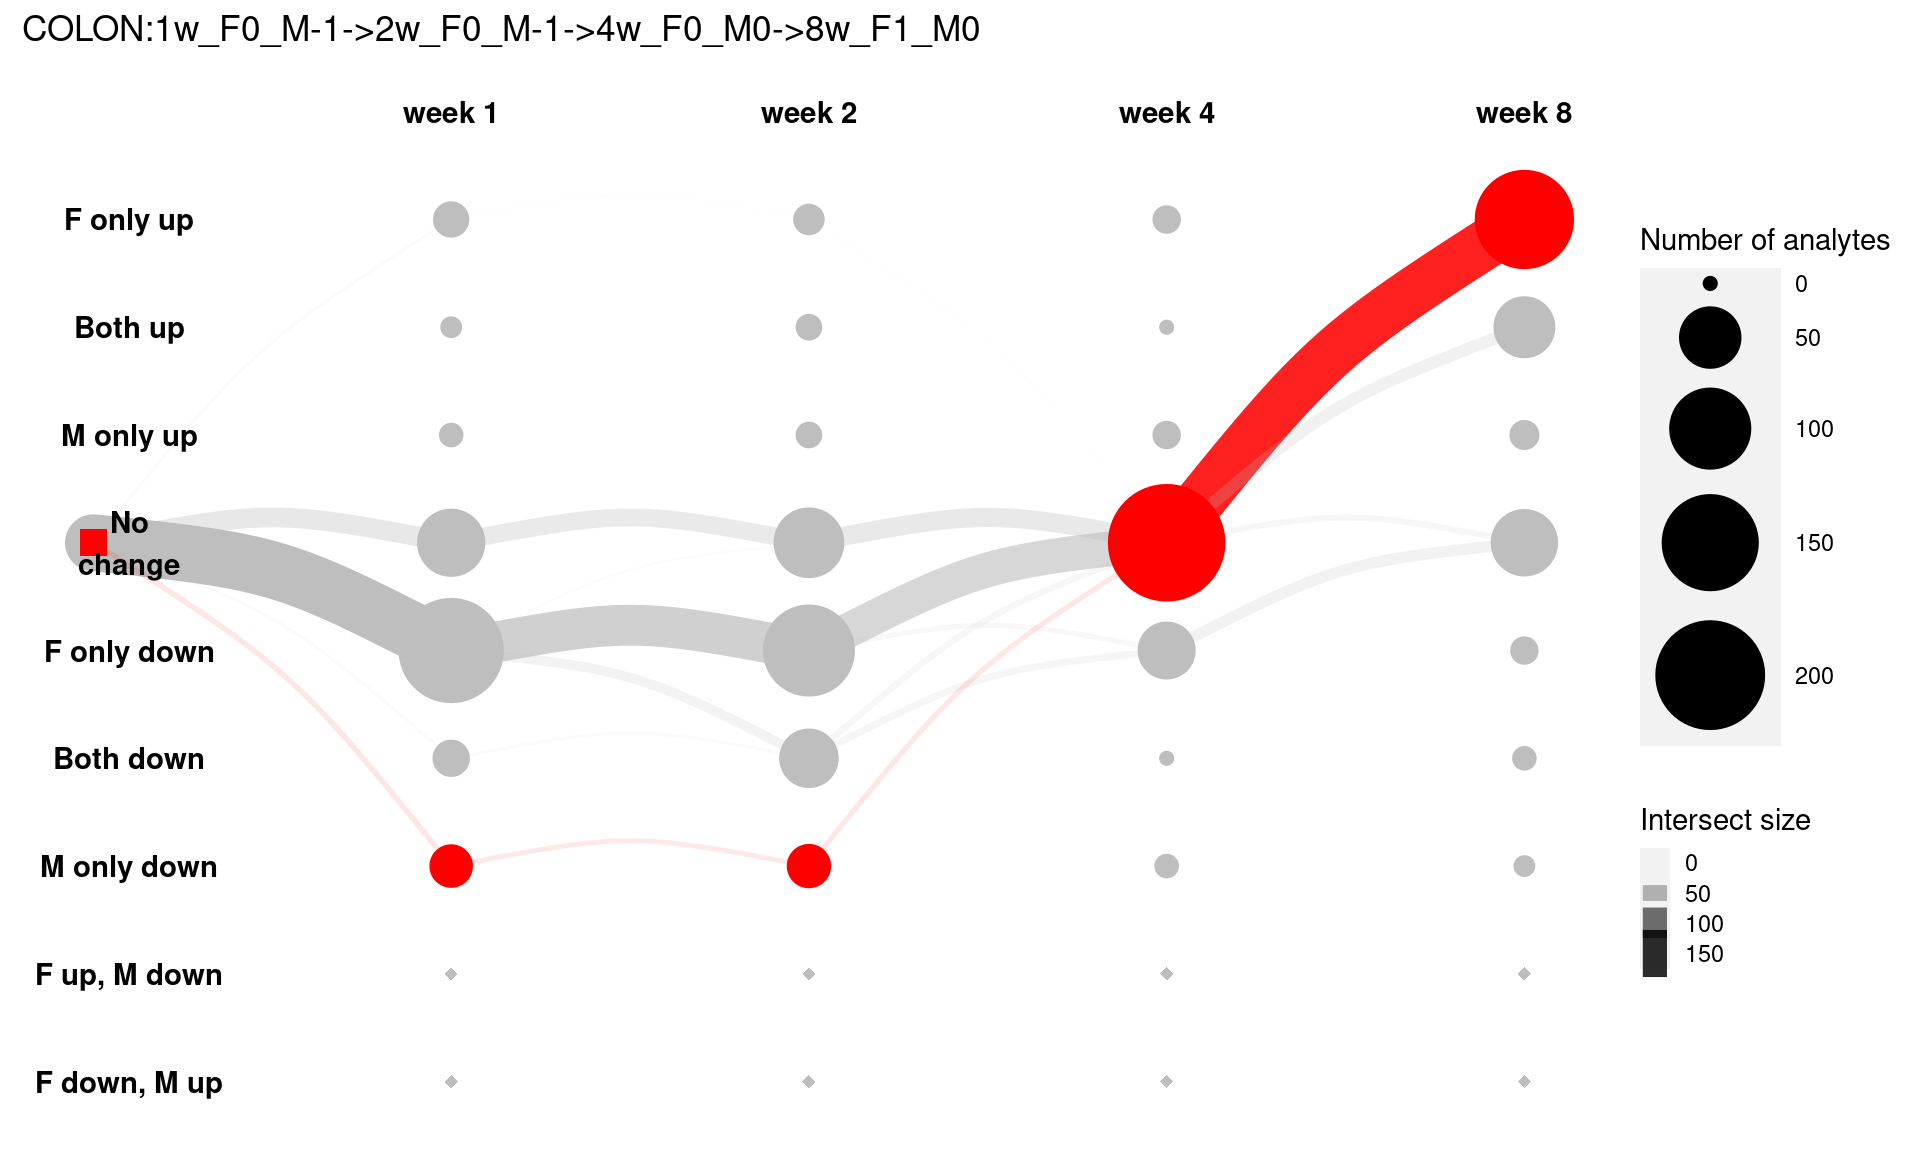 COLON:1w_F0_M-1->2w_F0_M-1->4w_F0_M0->8w_F1_M0
week 1
week 2
week 4
week 8
F only up
Both up
M only up
No
change
F only down
Both down
M only down
F up, M down
F down, M up
Number of analytes
0
50
100
150
200
Intersect size
0
50
100
150